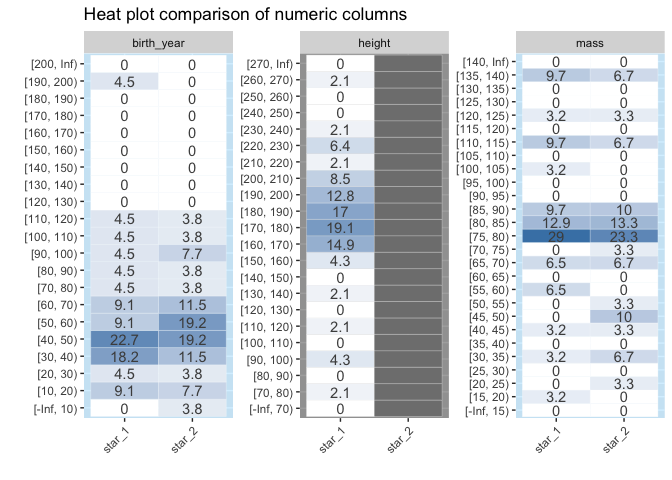 Heat plot comparison of numeric columns
birth_year
[200, Inf) 0 0
[190, 200) 4.5 0
[180, 190) 0 0
[170, 180) 0 0
[160, 170) 0 0
[150, 160) 0 0
[140, 150) 0 0
[130, 140) 0 0
[120, 130) 0 0
[110, 120) 4.5 3.8
[100, 110) 4.5 3.8
[90, 100) 4.5 7.7
[80, 90) 4.5 3.8
[70, 80) 4.5 3.8
[60, 70) 9.1 11.5
[50, 60) 9.1 19.2
[40, 50) 22.7 19.2
[30, 40) 18.2 11.5
[20, 30) 4.5 3.8
[10, 20) 9.1 7.7
[-Inf, 10) 0 3.8
star_1 star_2
height
[270, Inf) 0
[260, 270) 2.1
[250, 260) 0
[240, 250) 0
[230, 240) 2.1
[220, 230) 6.4
[210, 220) 2.1
[200, 210) 8.5
[190, 200) 12.8
[180, 190) 17
[170, 180) 19.1
[160, 170) 14.9
[150, 160) 4.3
[140, 150) 0
[130, 140) 2.1
[120, 130) 0
[110, 120) 2.1
[100, 110) 0
[90, 100) 4.3
[80, 90) 0
[70, 80) 2.1
[-Inf, 70) 0
star_1 star_2
mass
[140, Inf) 0 0
[135, 140) 9.7 6.7
[130, 135) 0 0
[125, 130) 0 0
[120, 125) 3.2 3.3
[115, 120) 0 0
[110, 115) 9.7 6.7
[105, 110) 0 0
[100, 105) 3.2 0
[95, 100) 0 0
[90, 95) 0 0
[85, 90) 9.7 10
[80, 85) 12.9 13.3
[75, 80) 29 23.3
[70, 75) 0 3.3
[65, 70) 6.5 6.7
[60, 65) 0 0
[55, 60) 6.5 0
[50, 55) 0 3.3
[45, 50) 0 10
[40, 45) 3.2 3.3
[35, 40) 0 0
[30, 35) 3.2 6.7
[25, 30) 0 0
[20, 25) 0 3.3
[15, 20) 3.2 0
[-Inf, 15) 0 0
star_1 star_2